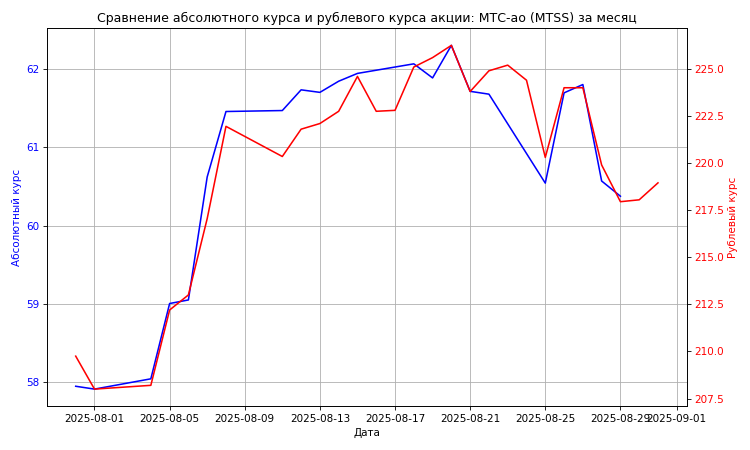 Сравнение абсолютного курса и рублевого курса акции: МТС-ао (MTSS) за месяц
Абсолютный курс
62
61
60
59
58
225.0
222.5
220.0
217.5
215.0
212.5
210.0
207.5
Рублевый курс
2025-08-01 2025-08-05 2025-08-09 2025-08-13 2025-08-17 2025-08-21 2025-08-25 2025-08-29 2025-09-01
Дата